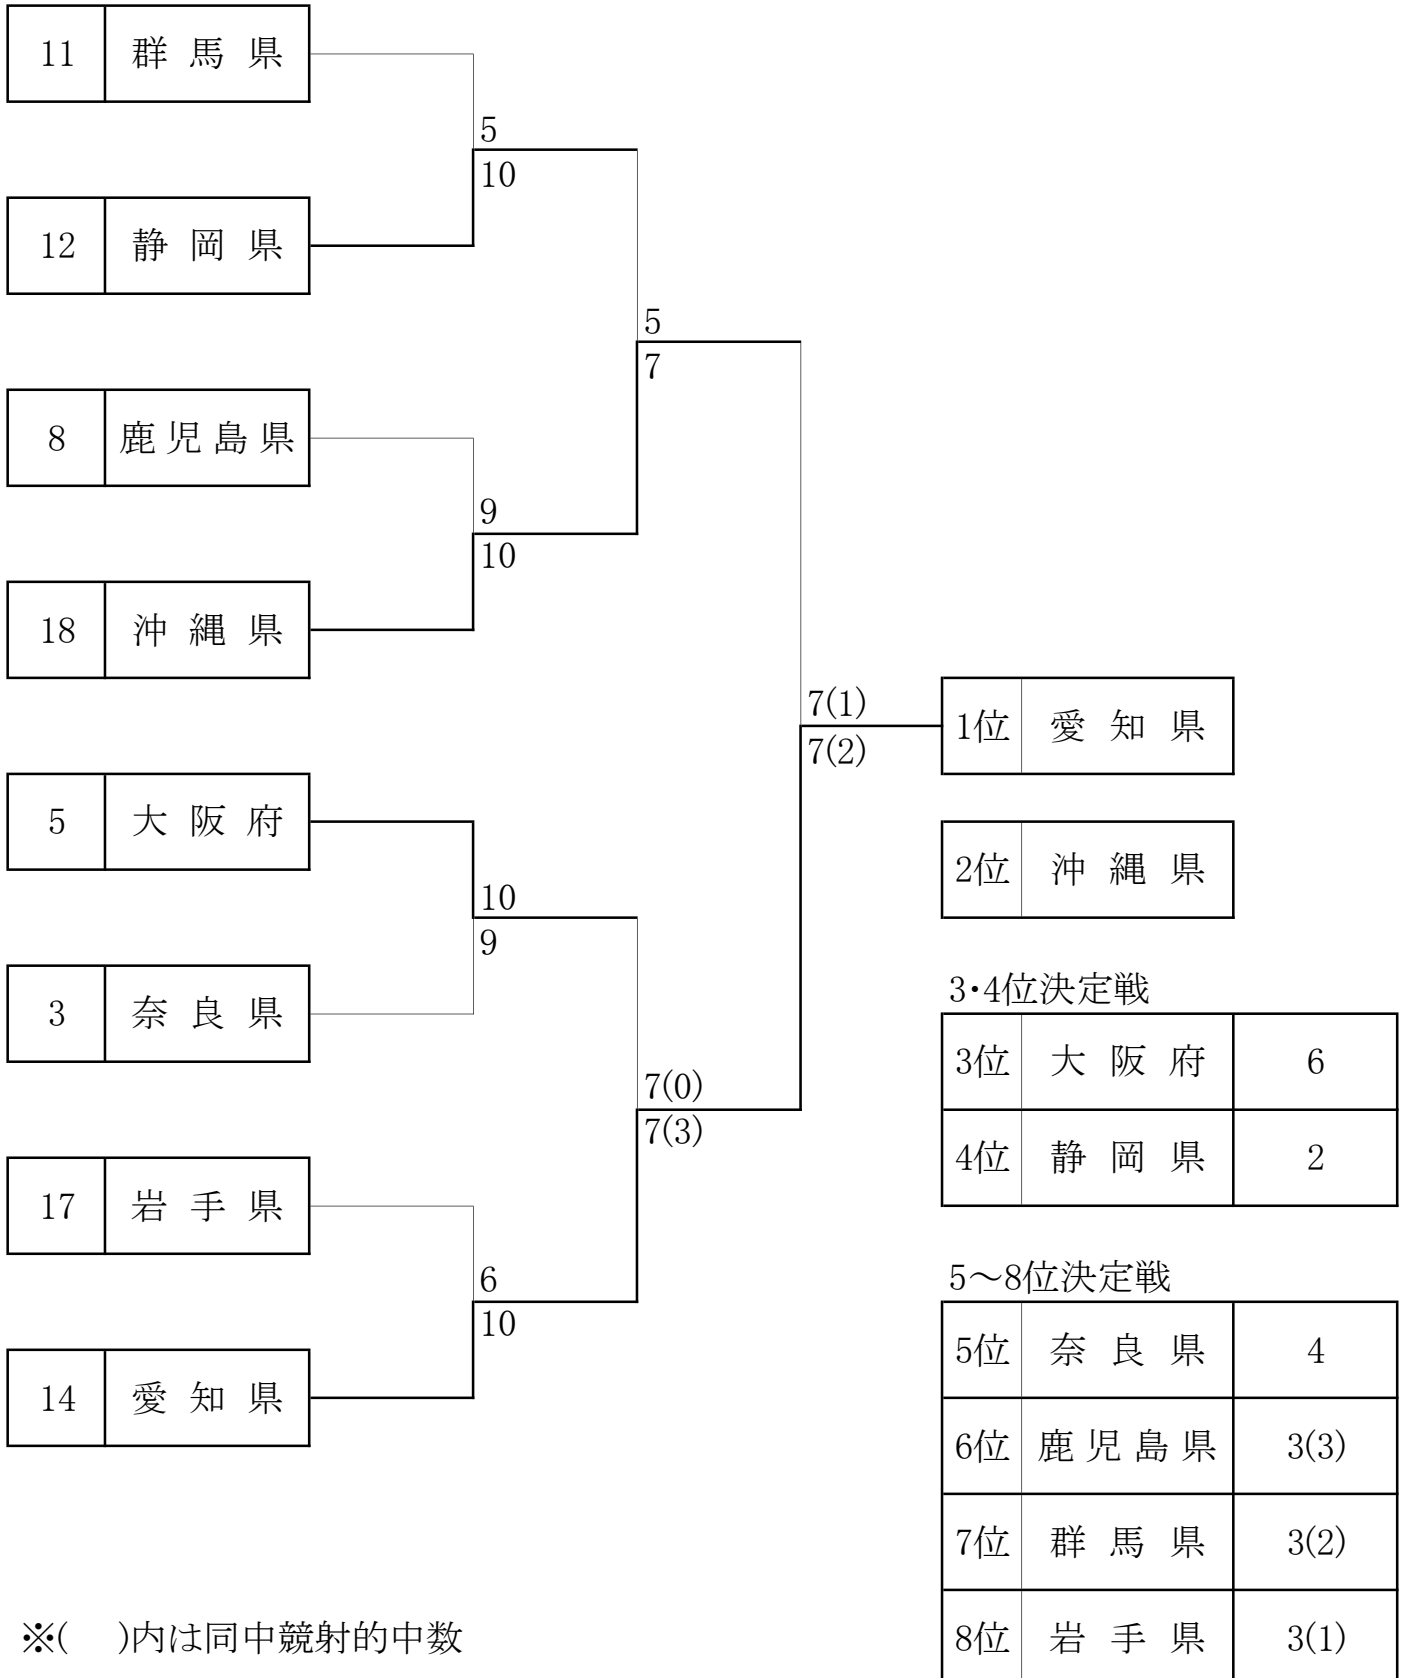 11 群馬県
5
10
12 静岡県
5
7
8 鹿児島県
9
10
18 沖縄県
7(1)
7(2)
1位 愛知県
5 大阪府
2位 沖縄県
10
9
3・4位決定戦
3 奈良県
3位 大阪府 6
7(0)
7(3)
4位 静岡県 2
17 岩手県
5～8位決定戦
6
10
5位 奈良県 4
14 愛知県
6位 鹿児島県 3(3)
7位 群馬県 3(2)
8位 岩手県 3(1)
※( )内は同中競射的中数